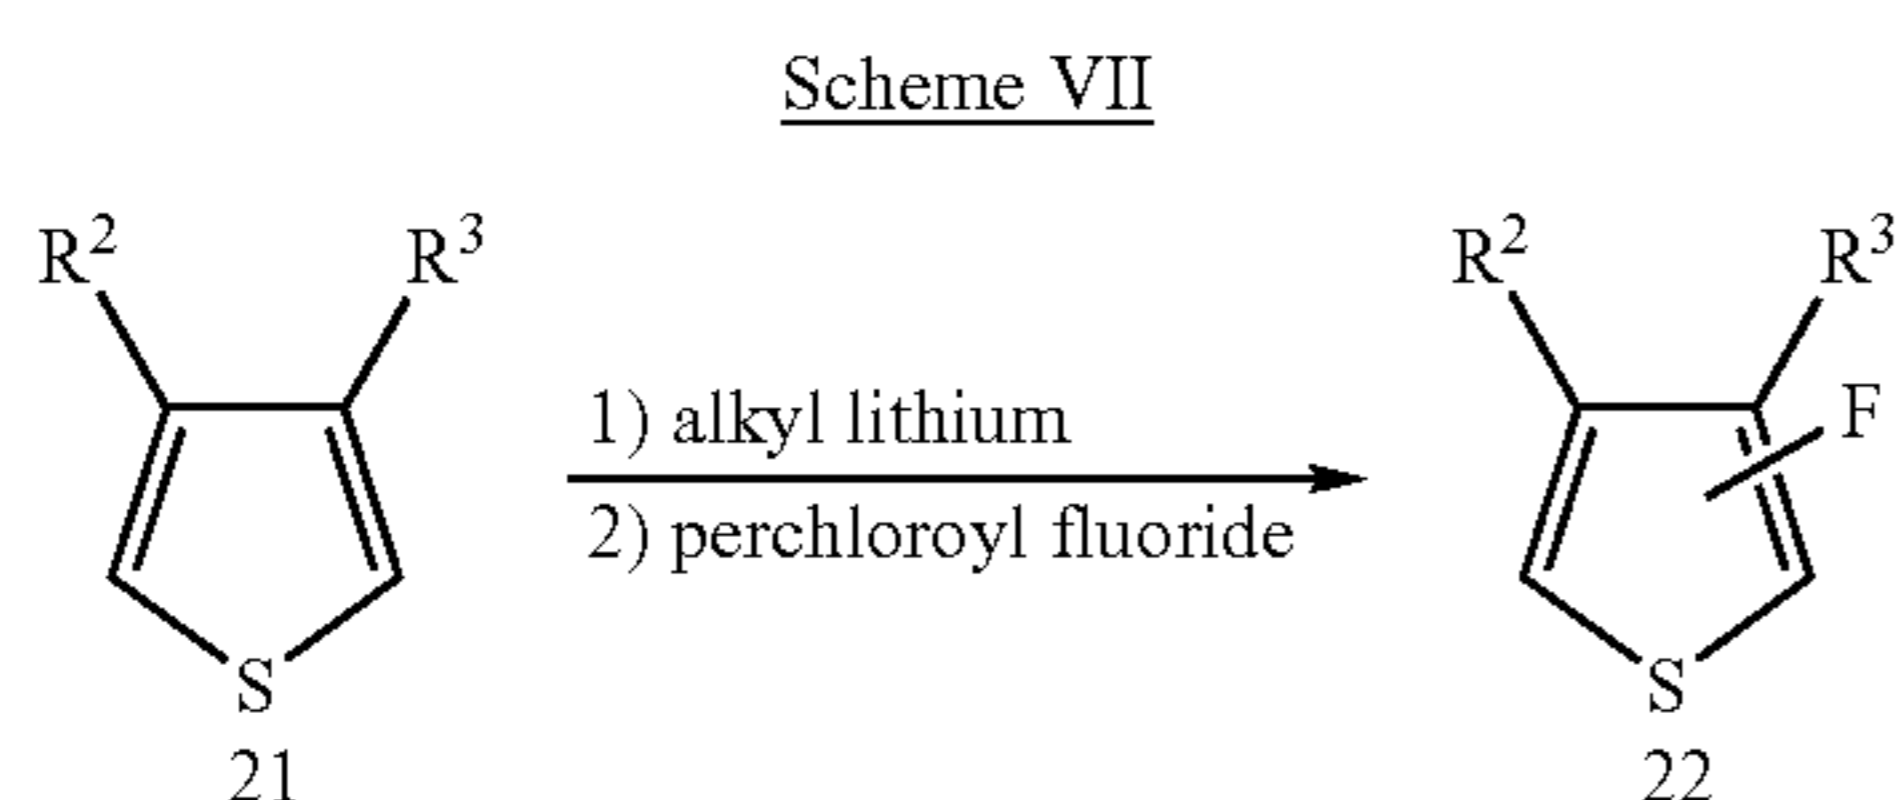 Scheme VII
R² R³ R² R³
F
1) alkyl lithium
2) perchloroyl fluoride
S S
21 22